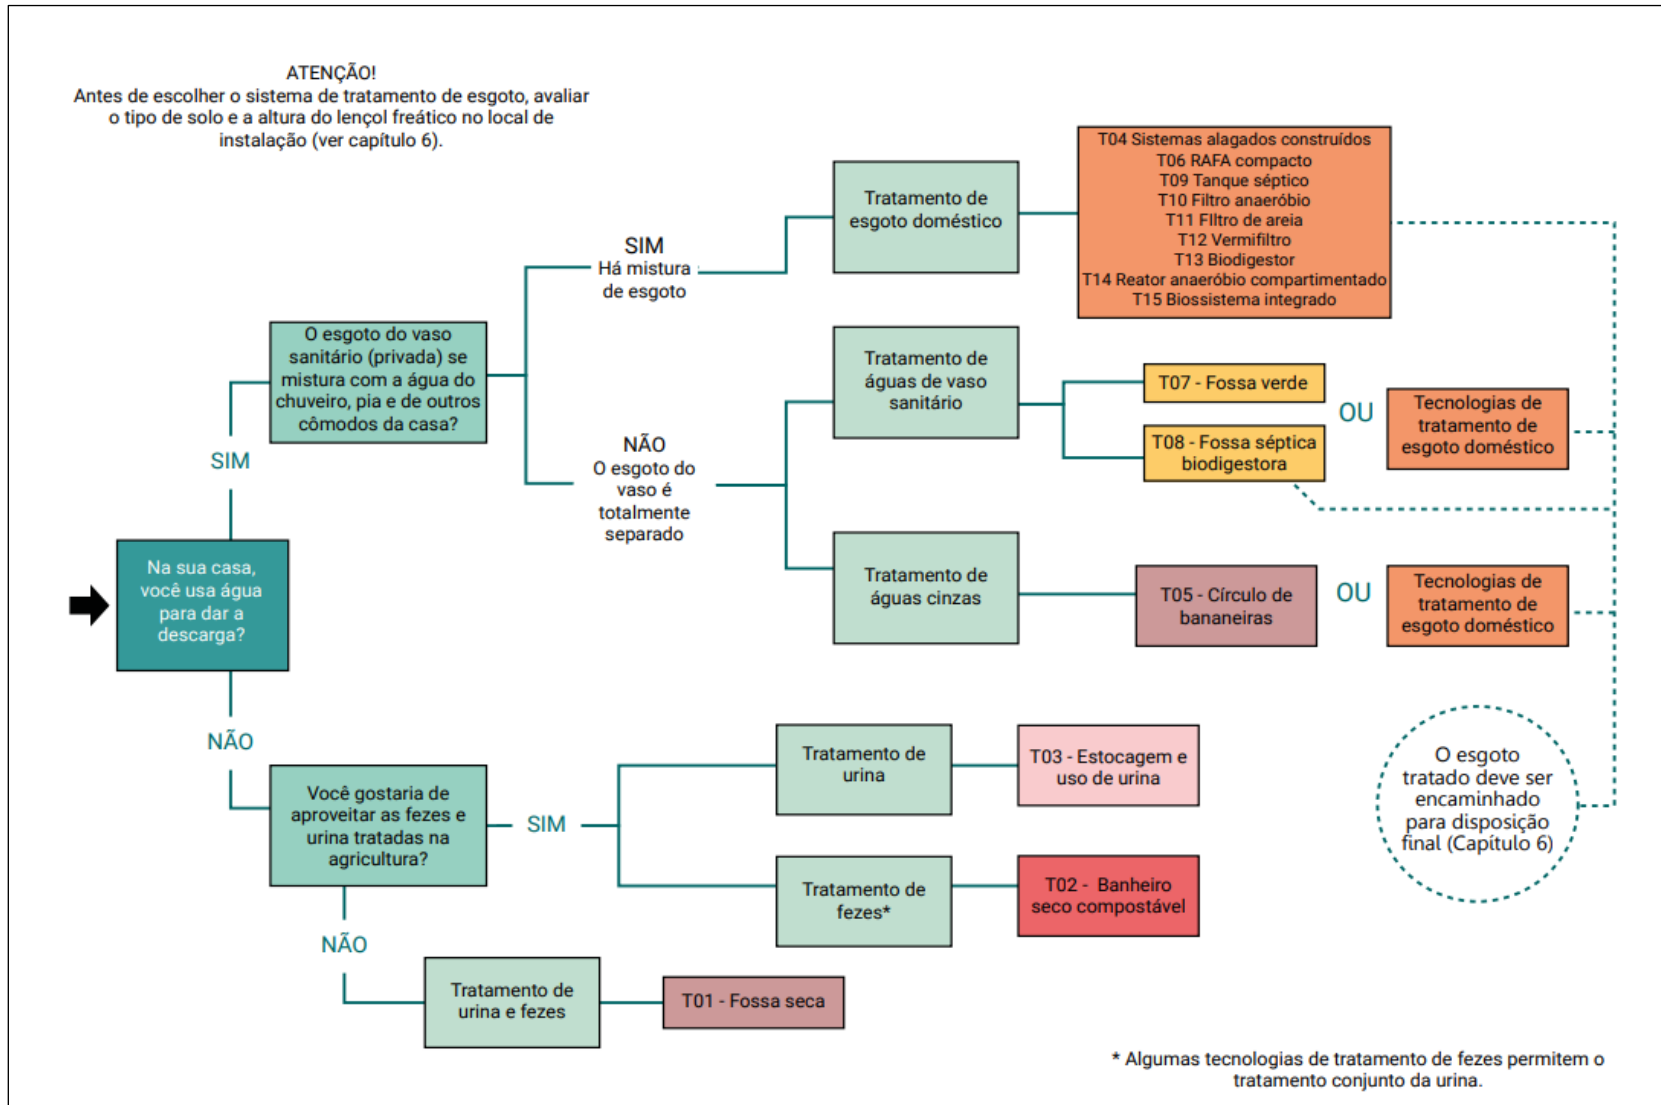 ATENÇÃO!
Antes de escolher o sistema de tratamento de esgoto, avaliar
o tipo de solo e a altura do lençol freático no local de
instalação (ver capítulo 6).
Na sua casa,
você usa água
para dar a
descarga?
SIM
O esgoto do vaso
sanitário (privada) se
mistura com a água do
chuveiro, pia e de outros
cômodos da casa?
SIM
Há mistura
de esgoto
Tratamento de
esgoto doméstico
T04 Sistemas alagados construídos
T06 RAFA compacto
T09 Tanque séptico
T10 Filtro anaeróbio
T11 FIltro de areia
T12 Vermifiltro
T13 Biodigestor
T14 Reator anaeróbio compartimentado
T15 Biossistema integrado
NÃO
O esgoto do
vaso é
totalmente
separado
Tratamento de
águas de vaso
sanitário
T07 - Fossa verde
T08 - Fossa séptica
biodigestora
OU
Tecnologias de
tratamento de
esgoto doméstico
Tratamento de
águas cinzas
T05 - Círculo de
bananeiras
OU
Tecnologias de
tratamento de
esgoto doméstico
O esgoto
tratado deve ser
encaminhado
para disposição
final (Capítulo 6)
NÃO
Você gostaria de
aproveitar as fezes e
urina tratadas na
agricultura?
SIM
Tratamento de
urina
T03 - Estocagem e
uso de urina
Tratamento de
fezes*
T02 - Banheiro
seco compostável
NÃO
Tratamento de
urina e fezes
T01 - Fossa seca
* Algumas tecnologias de tratamento de fezes permitem o
tratamento conjunto da urina.